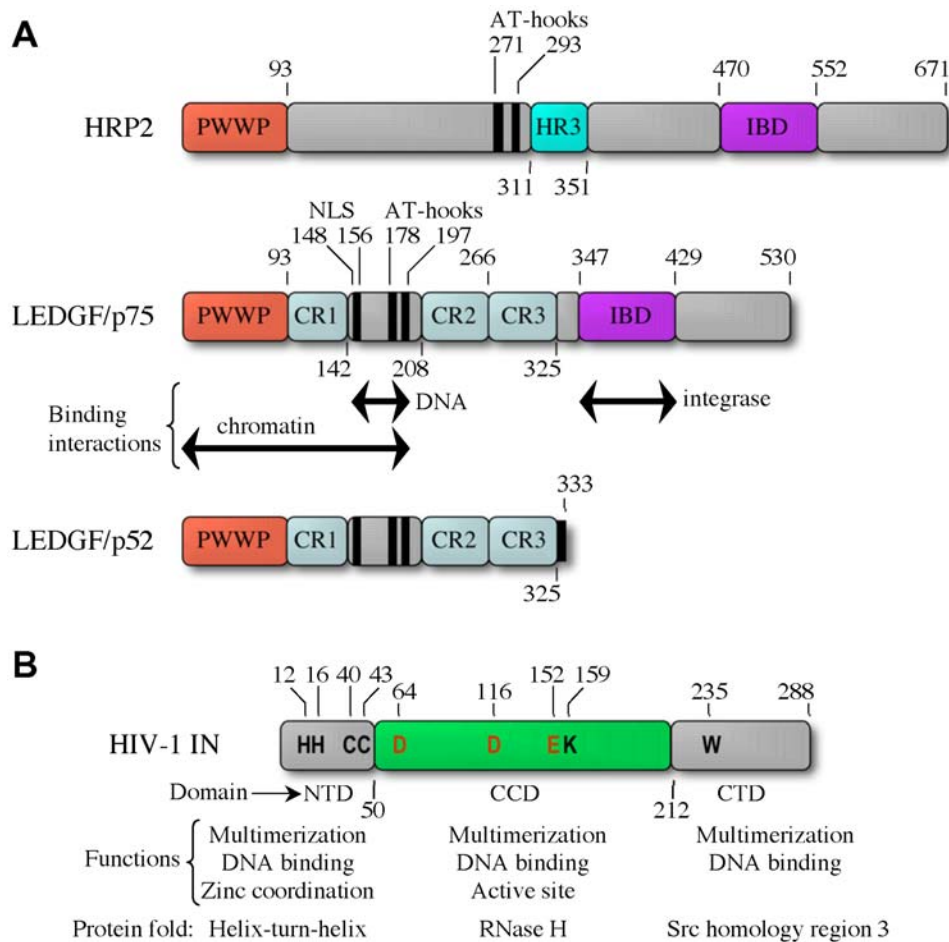 A
AT-hooks
93 271 293 470 552 671
HRP2 PWWP HR3 IBD
311 351
NLS AT-hooks
93 148 156 178 197 266 347 429 530
LEDGF/p75 PWWP CR1 CR2 CR3 IBD
142 208 325
DNA integrase
Binding interactions
chromatin
333
LEDGF/p52 PWWP CR1 CR2 CR3
325
B
12 16 40 43 64 116 152 159 235 288
HIV-1 IN HH CC D D E K W
Domain NTD 50 CCD 212 CTD
Functions
Multimerization Multimerization Multimerization
DNA binding DNA binding DNA binding
Zinc coordination Active site
Protein fold: Helix-turn-helix RNase H Src homology region 3